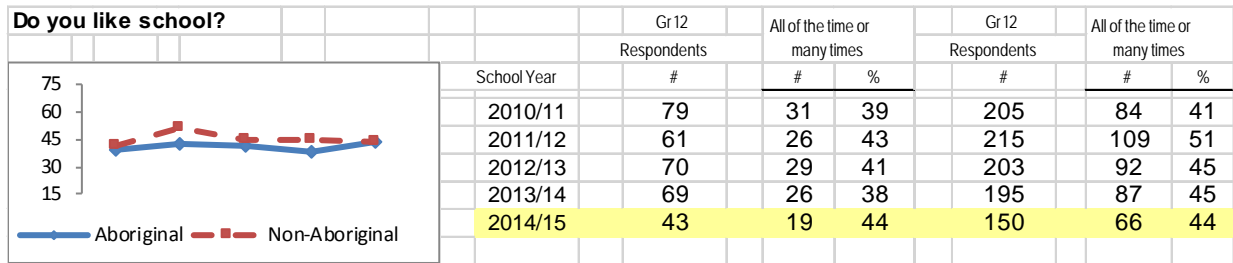 Do you like school?
Gr 12 All of the time or many times Gr 12 All of the time or many times
Respondents Respondents
School Year # # % # # %
2010/11 79 31 39 205 84 41
2011/12 61 26 43 215 109 51
2012/13 70 29 41 203 92 45
2013/14 69 26 38 195 87 45
2014/15 43 19 44 150 66 44
75
60
45
30
15
Aboriginal Non-Aboriginal